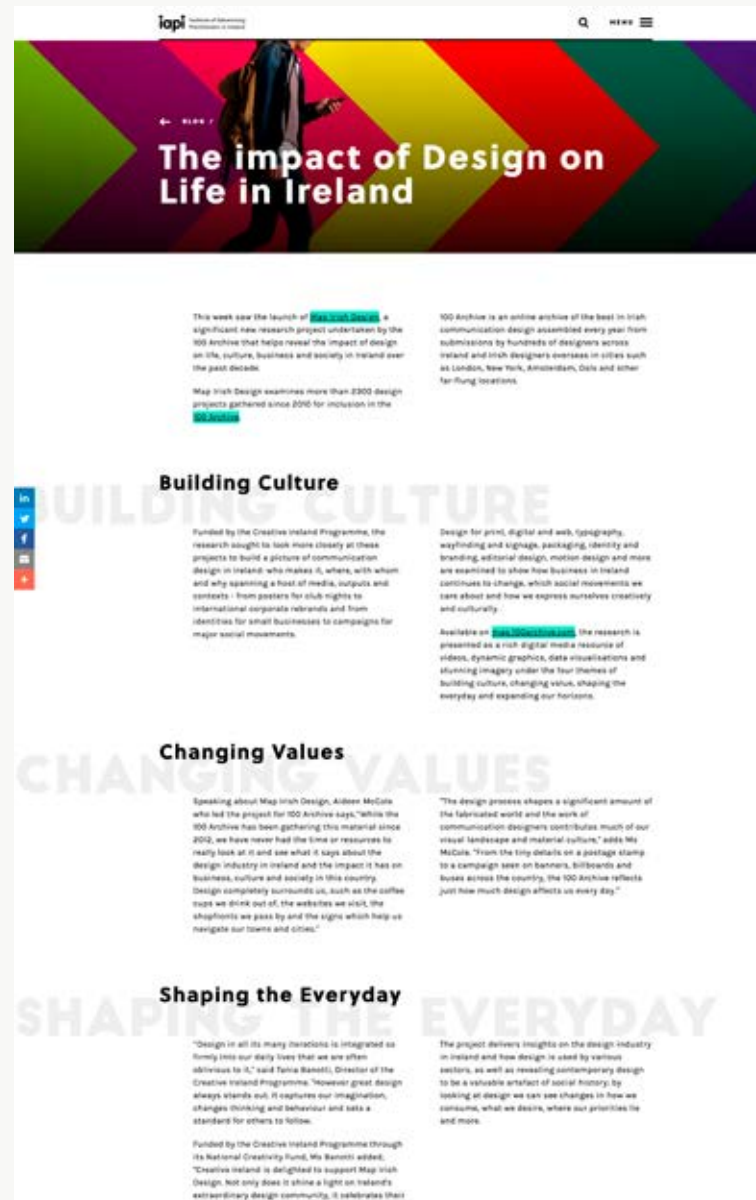 iapi Institute of Advertising
Practitioners in Ireland
MENU
BLOG /
The impact of Design on
Life in Ireland
This week saw the launch of Map Irish Design, a
significant new research project undertaken by the
100 Archive that helps reveal the impact of design
on life, culture, business and society in Ireland over
the past decade.
Map Irish Design examines more than 2300 design
projects gathered since 2010 for inclusion in the
100 Archive.
100 Archive is an online archive of the best in Irish
communication design assembled every year from
submissions by hundreds of designers across
Ireland and Irish designers overseas in cities such
as London, New York, Amsterdam, Oslo and other
far-flung locations.
BUILDING CULTURE
Building Culture
Funded by the Creative Ireland Programme, the
research sought to look more closely at these
projects to build a picture of communication
design in Ireland: who makes it, where, with whom
and why spanning a host of media, outputs and
contexts - from posters for club nights to
international corporate rebrands and from
identities for small businesses to campaigns for
major social movements.
Design for print, digital and web, typography,
wayfinding and signage, packaging, identity and
branding, editorial design, motion design and more
are examined to show how business in Ireland
continues to change, which social movements we
care about and how we express ourselves creatively
and culturally.
Available on map.100archive.com, the research is
presented as a rich digital media resource of
videos, dynamic graphics, data visualisations and
stunning imagery under the four themes of
building culture, changing value, shaping the
everyday and expanding our horizons.
CHANGING VALUES
Changing Values
Speaking about Map Irish Design, Aideen McCole
who led the project for 100 Archive says,"While the
100 Archive has been gathering this material since
2012, we have never had the time or resources to
really look at it and see what it says about the
design industry in Ireland and the impact it has on
business, culture and society in this country.
Design completely surrounds us, such as the coffee
cups we drink out of, the websites we visit, the
shopfronts we pass by and the signs which help us
navigate our towns and cities."
"The design process shapes a significant amount of
the fabricated world and the work of
communication designers contributes much of our
visual landscape and material culture," adds Ms
McCole. "From the tiny details on a postage stamp
to a campaign seen on banners, billboards and
buses across the country, the 100 Archive reflects
just how much design affects us every day."
SHAPING THE EVERYDAY
Shaping the Everyday
"Design in all its many iterations is integrated so
firmly into our daily lives that we are often
oblivious to it," said Tania Banotti, Director of the
Creative Ireland Programme. "However great design
always stands out. It captures our imagination,
changes thinking and behaviour and sets a
standard for others to follow.
Funded by the Creative Ireland Programme through
its National Creativity Fund, Ms Banotti added,
"Creative Ireland is delighted to support Map Irish
Design. Not only does it shine a light on Ireland's
extraordinary design community, it celebrates their
The project delivers insights on the design industry
in Ireland and how design is used by various
sectors, as well as revealing contemporary design
to be a valuable artefact of social history; by
looking at design we can see changes in how we
consume, what we desire, where our priorities lie
and more.